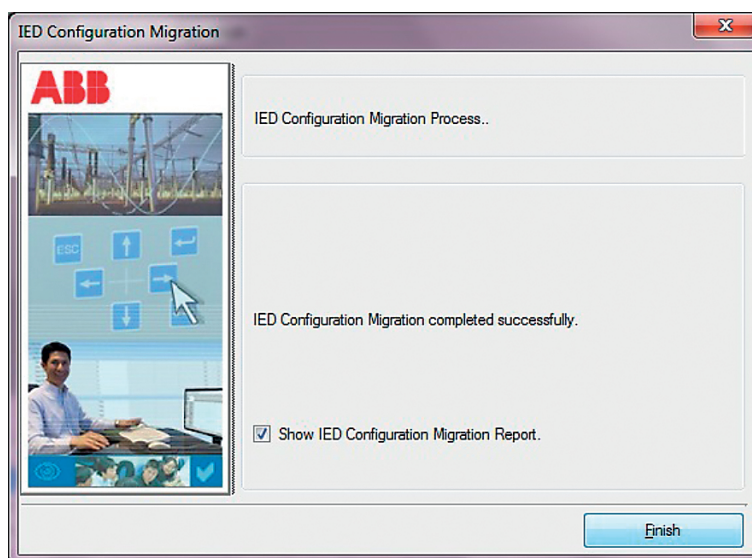 IED Configuration Migration
ABB
IED Configuration Migration Process..
ESC
IED Configuration Migration completed successfully.
Show IED Configuration Migration Report.
Finish